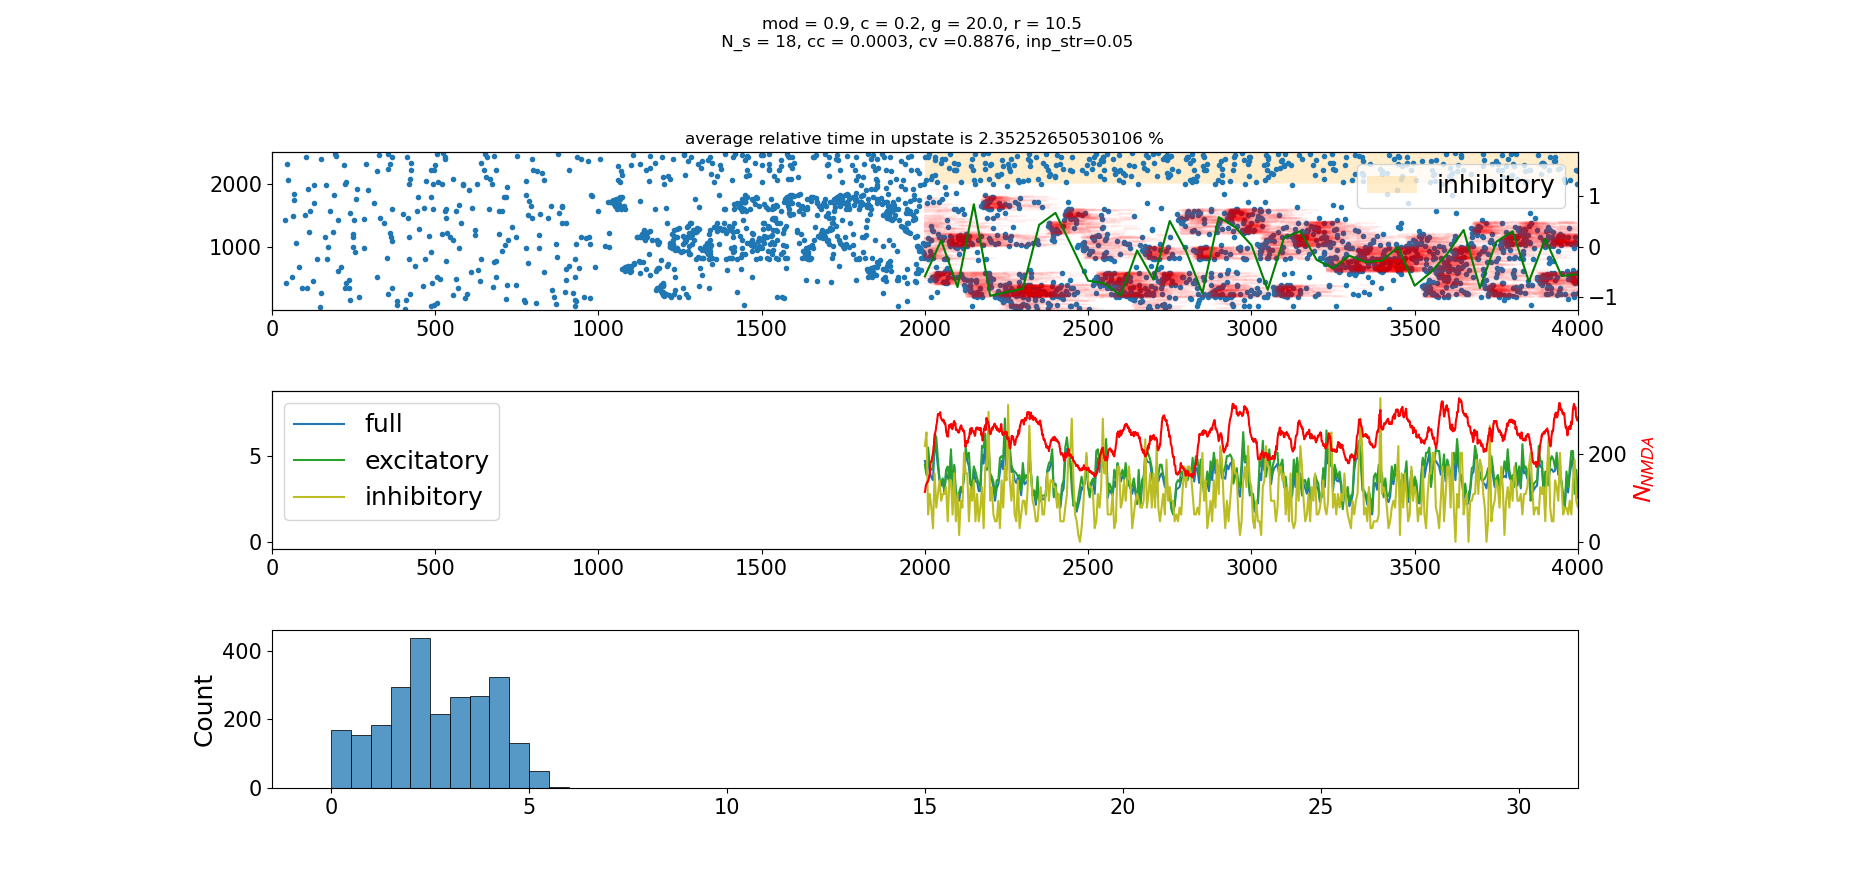 mod = 0.9, c = 0.2, g = 20.0, r = 10.5
N_s = 18, cc = 0.0003, cv =0.8876, inp_str=0.05
average relative time in upstate is 2.35252650530106 %
2000
1000
inhibitory
1
0
−1
0 500 1000 1500 2000 2500 3000 3500 4000
full
excitatory
inhibitory
5
0
200
0
N_NMDA
0 500 1000 1500 2000 2500 3000 3500 4000
Count
400
200
0
0 5 10 15 20 25 30